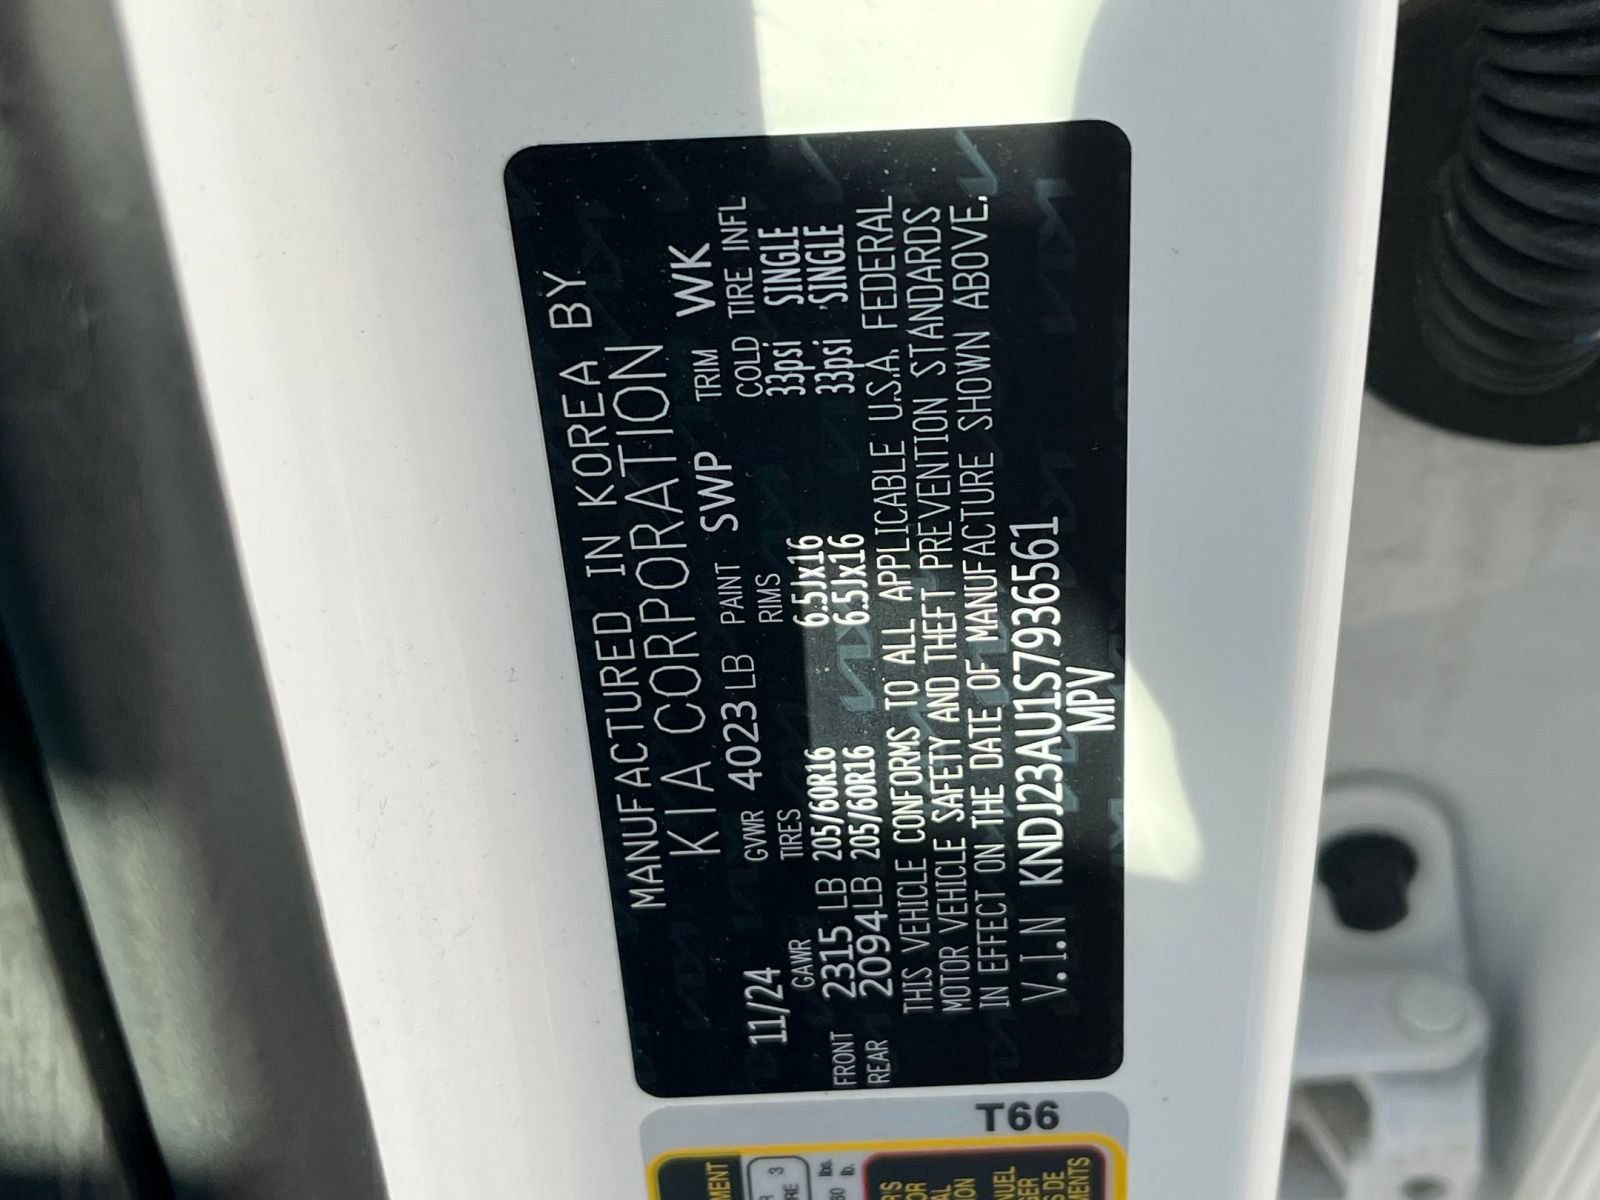 MANUFACTURED IN KOREA BY
KIA CORPORATION
11/24 GVWR 4023 LB PAINT SWP TRIM WK
GAWR TIRES RIMS COLD TIRE INFL
FRONT 2315 LB 205/60R16 6.5Jx16 33psi SINGLE
REAR 2094LB 205/60R16 6.5Jx16 33psi SINGLE
THIS VEHICLE CONFORMS TO ALL APPLICABLE U.S.A. FEDERAL
MOTOR VEHICLE SAFETY AND THEFT PREVENTION STANDARDS
IN EFFECT ON THE DATE OF MANUFACTURE SHOWN ABOVE.
V.I.N KNDJ23AU1S7936561
MPV
T66
3
lbs.
lb.